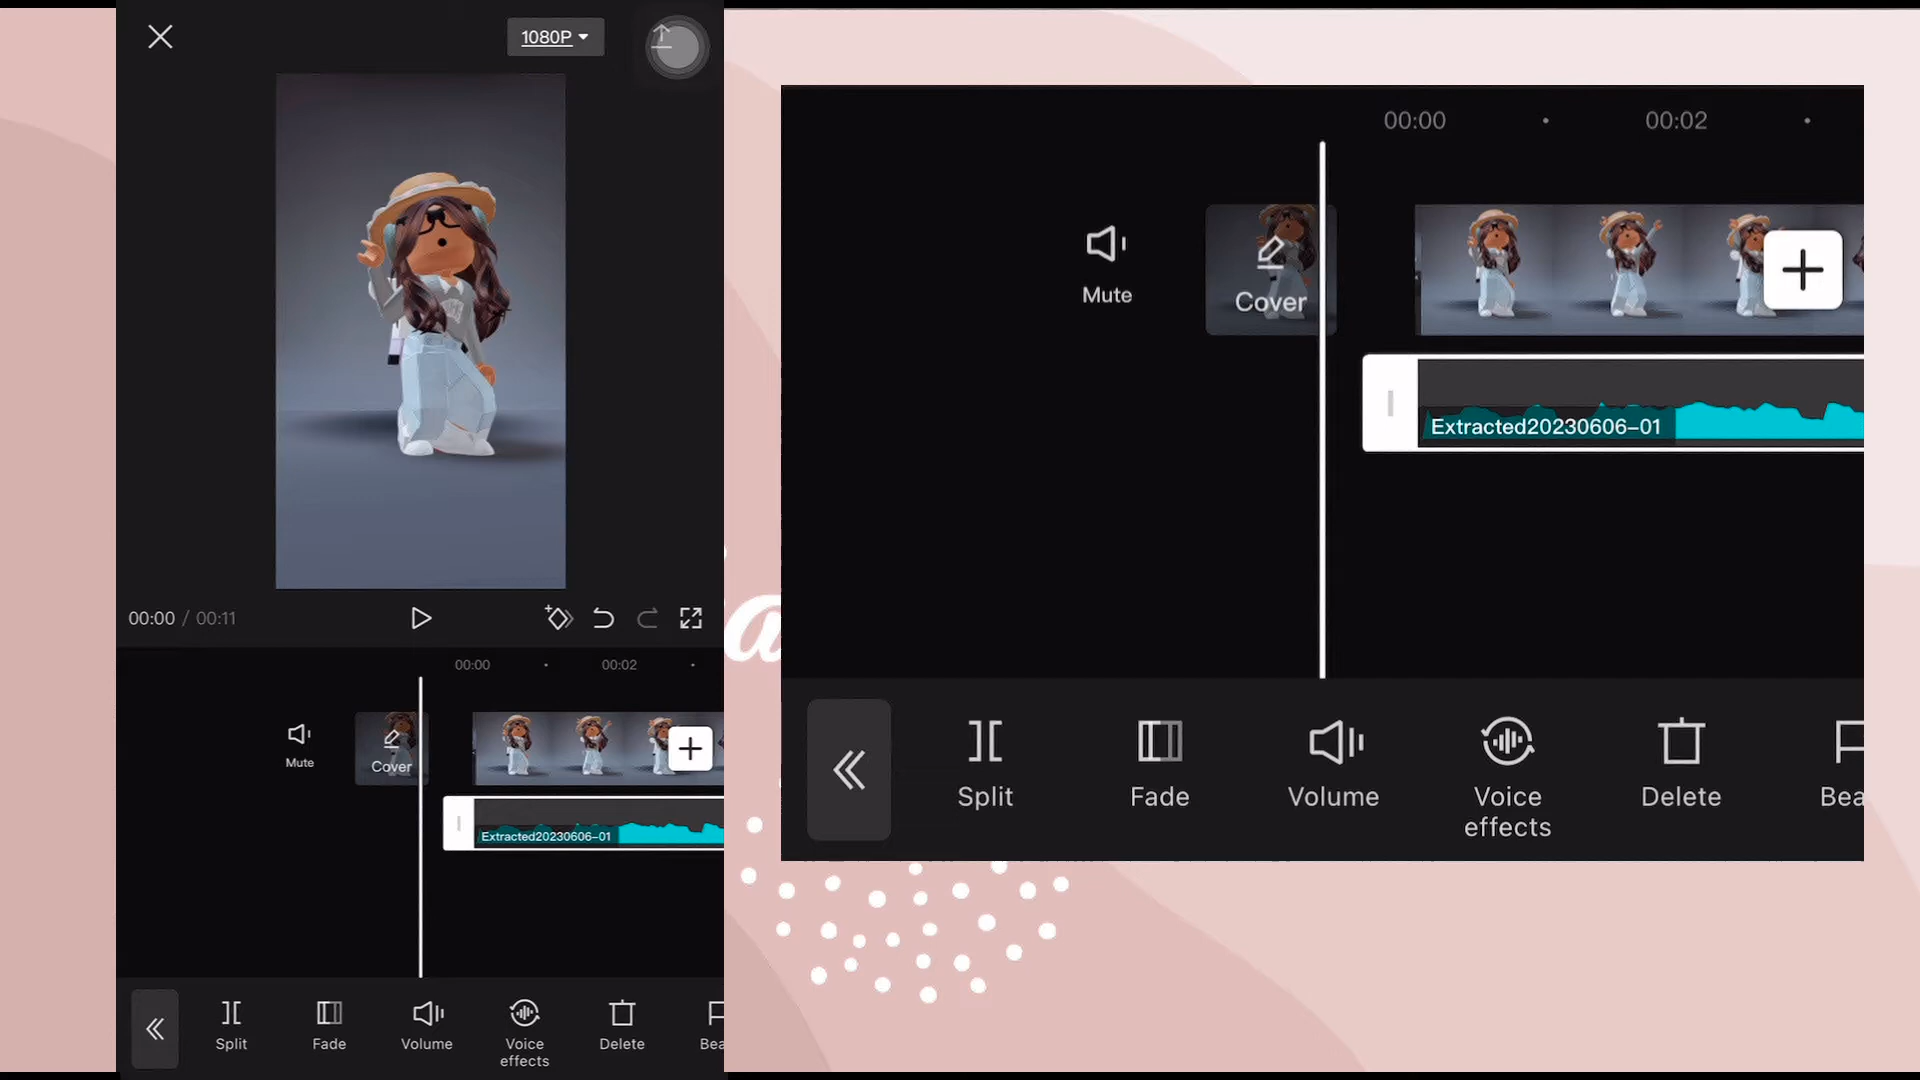 1080P
00:00 / 00:11
00:00
00:02
Mute
Cover
Extracted20230606-01
Split
Fade
Volume
Voice
effects
Delete
Bea
a
00:00
00:02
Mute
Cover
Extracted20230606-01
Split
Fade
Volume
Voice
effects
Delete
Bea